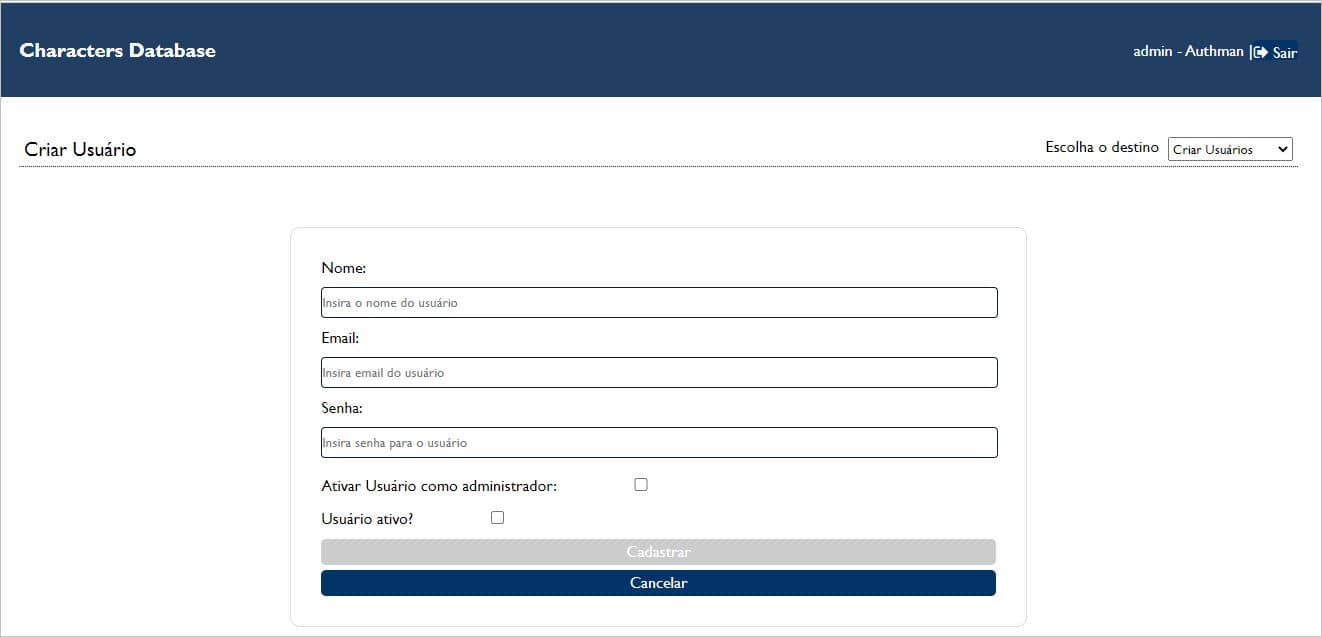 Characters Database
admin - Authman | Sair
Criar Usuário
Escolha o destino Criar Usuários
Nome:
Insira o nome do usuário
Email:
Insira email do usuário
Senha:
Insira senha para o usuário
Ativar Usuário como administrador:
Usuário ativo?
Cadastrar
Cancelar